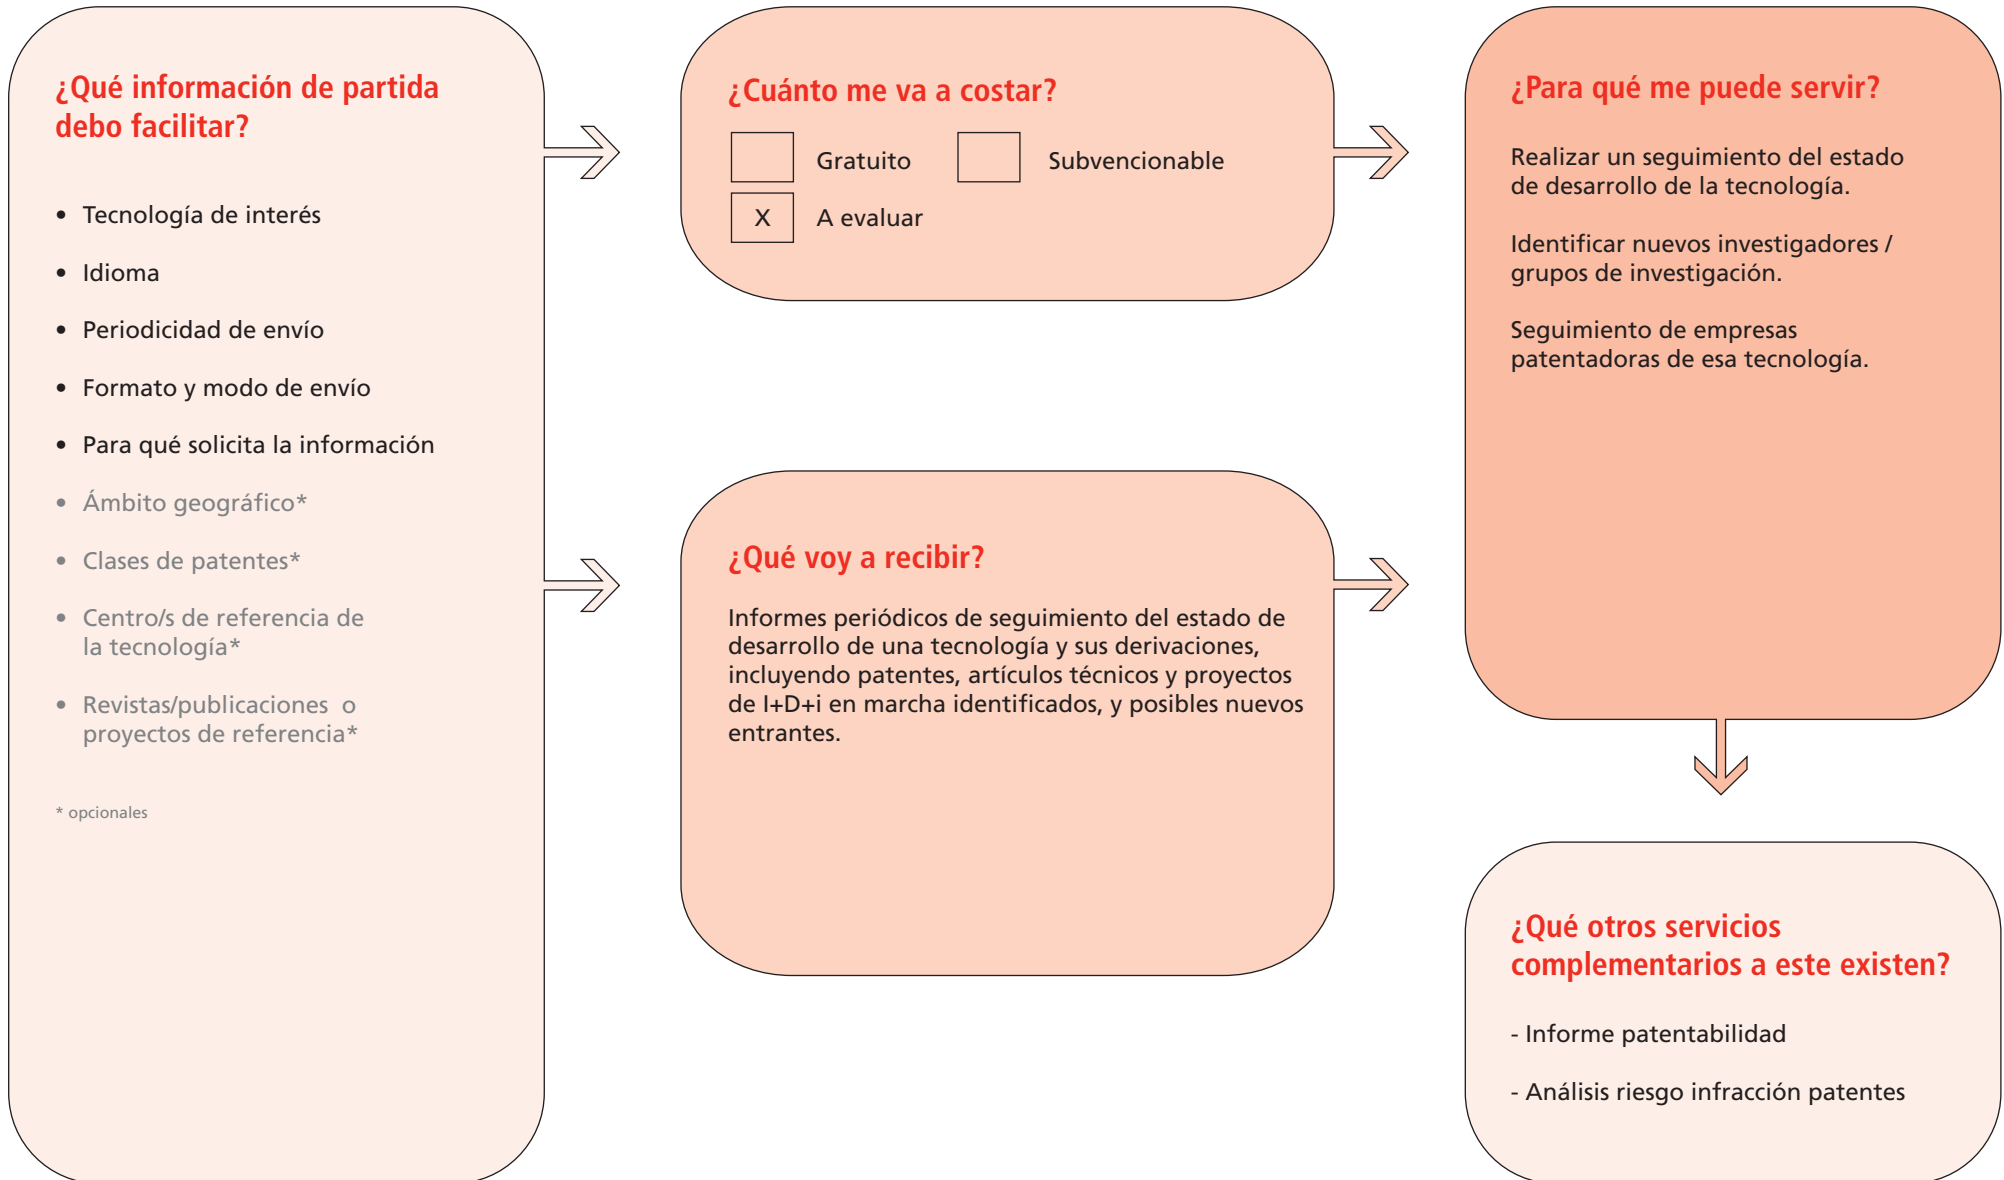 ¿Qué información de partida
debo facilitar?
• Tecnología de interés
• Idioma
• Periodicidad de envío
• Formato y modo de envío
• Para qué solicita la información
• Ámbito geográfico*
• Clases de patentes*
• Centro/s de referencia de
la tecnología*
• Revistas/publicaciones o
proyectos de referencia*
* opcionales
¿Cuánto me va a costar?
Gratuito
Subvencionable
X A evaluar
¿Qué voy a recibir?
Informes periódicos de seguimiento del estado de
desarrollo de una tecnología y sus derivaciones,
incluyendo patentes, artículos técnicos y proyectos
de I+D+i en marcha identificados, y posibles nuevos
entrantes.
¿Para qué me puede servir?
Realizar un seguimiento del estado
de desarrollo de la tecnología.
Identificar nuevos investigadores /
grupos de investigación.
Seguimiento de empresas
patentadoras de esa tecnología.
¿Qué otros servicios
complementarios a este existen?
- Informe patentabilidad
- Análisis riesgo infracción patentes